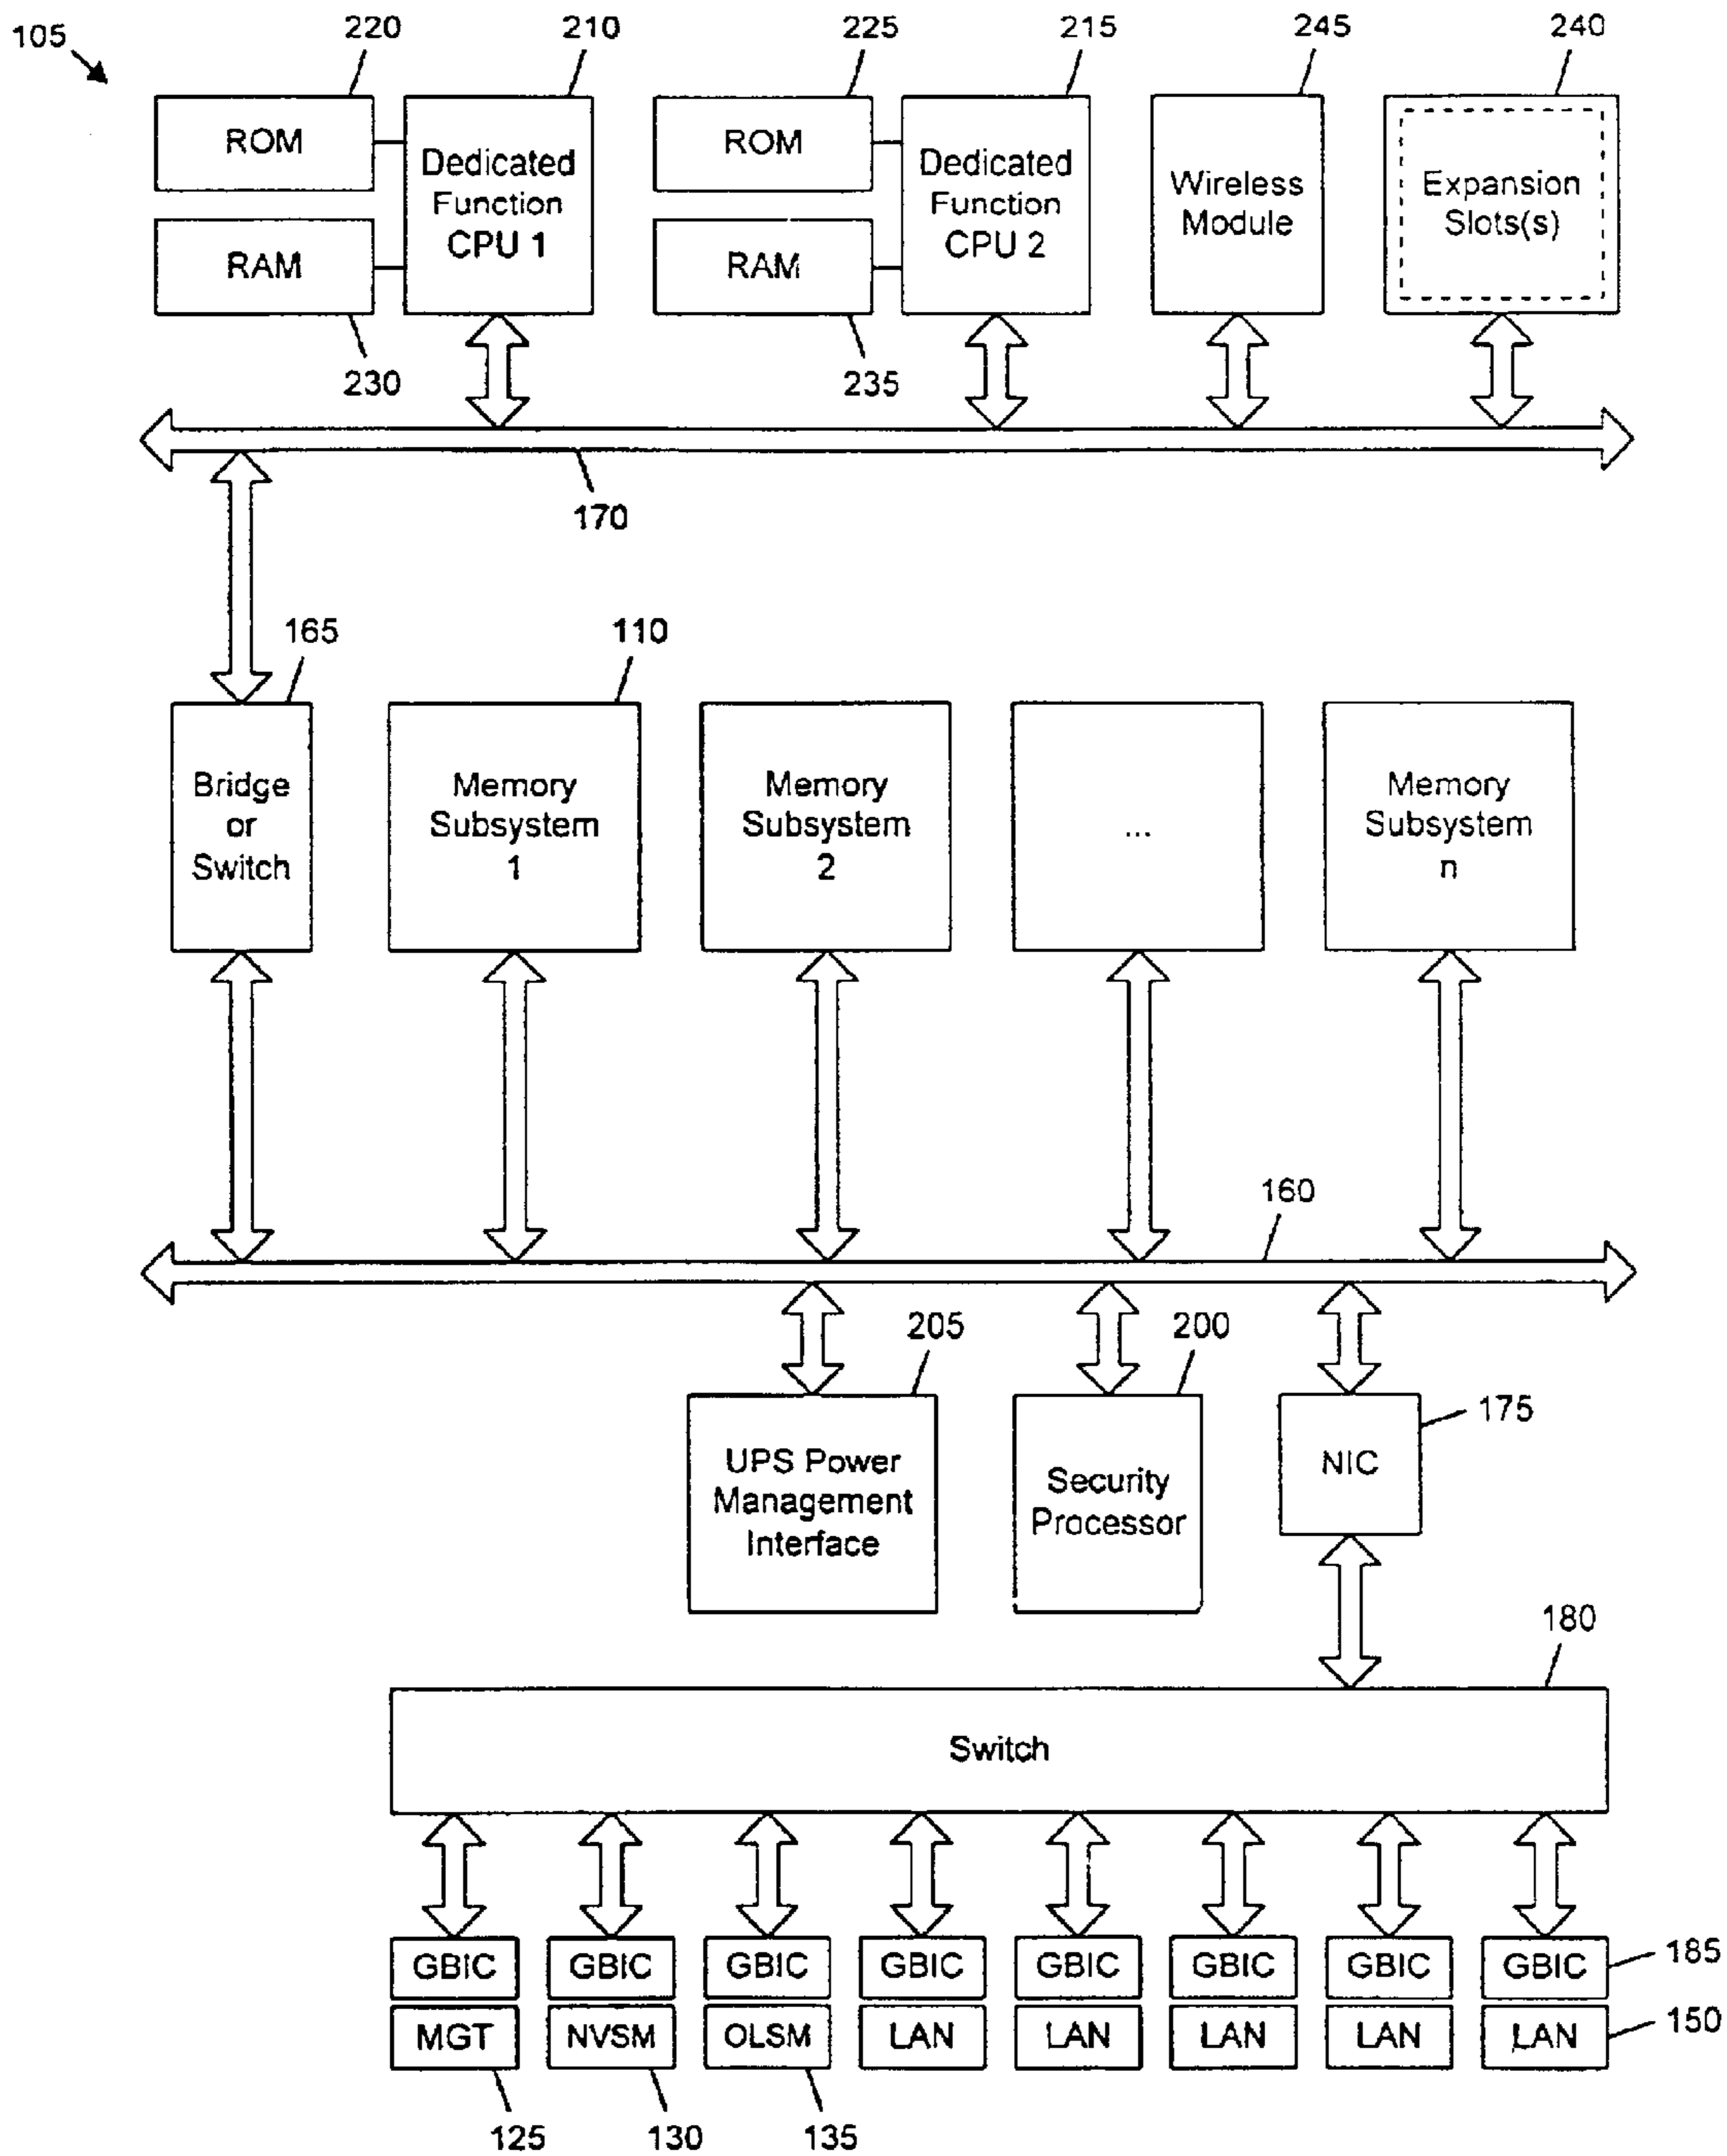 105
220
210
225
215
245
240
ROM
Dedicated
Function
CPU 1
RAM
ROM
Dedicated
Function
CPU 2
RAM
Wireless
Module
Expansion
Slots(s)
230
235
170
165
110
Bridge
or
Switch
Memory
Subsystem
1
Memory
Subsystem
2
...
Memory
Subsystem
n
160
205
200
175
UPS Power
Management
Interface
Security
Processor
NIC
180
Switch
GBIC
GBIC
GBIC
GBIC
GBIC
GBIC
GBIC
GBIC
185
MGT
NVSM
OLSM
LAN
LAN
LAN
LAN
LAN
150
125
130
135